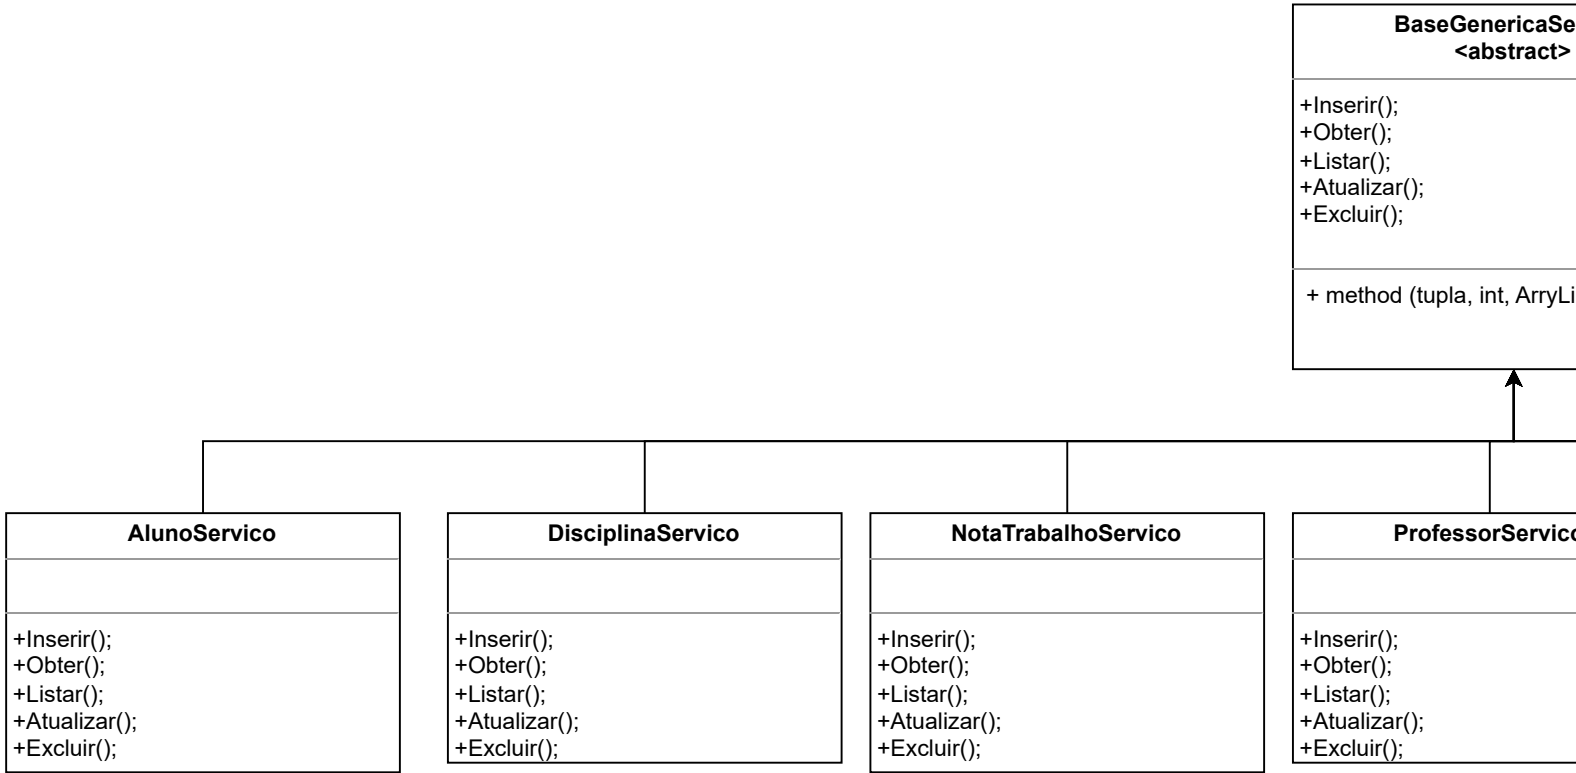 BaseGenericaSe
<abstract>
+Inserir();
+Obter();
+Listar();
+Atualizar();
+Excluir();
+ method (tupla, int, ArryLi
AlunoServico
+Inserir();
+Obter();
+Listar();
+Atualizar();
+Excluir();
DisciplinaServico
+Inserir();
+Obter();
+Listar();
+Atualizar();
+Excluir();
NotaTrabalhoServico
+Inserir();
+Obter();
+Listar();
+Atualizar();
+Excluir();
ProfessorServico
+Inserir();
+Obter();
+Listar();
+Atualizar();
+Excluir();